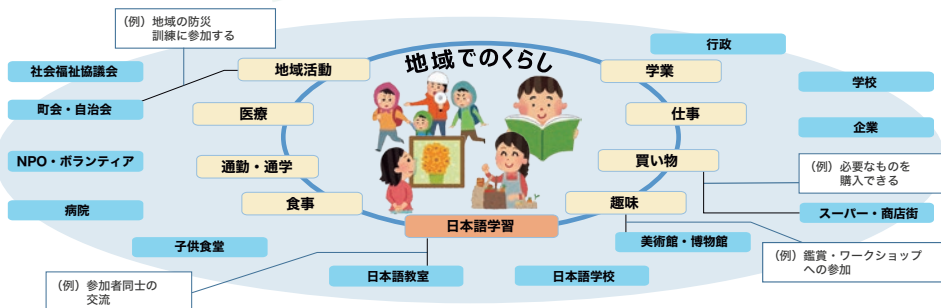 (例)地域の防災
訓練に参加する
地域でのくらし
行政
社会福祉協議会
地域活動
学業
学校
町会・自治会
医療
仕事
企業
NPO・ボランティア
通勤・通学
買い物
(例)必要なものを
購入できる
病院
食事
趣味
スーパー・商店街
日本語学習
子供食堂
美術館・博物館
(例)鑑賞・ワークショップ
への参加
日本語教室
日本語学校
(例)参加者同士の
交流